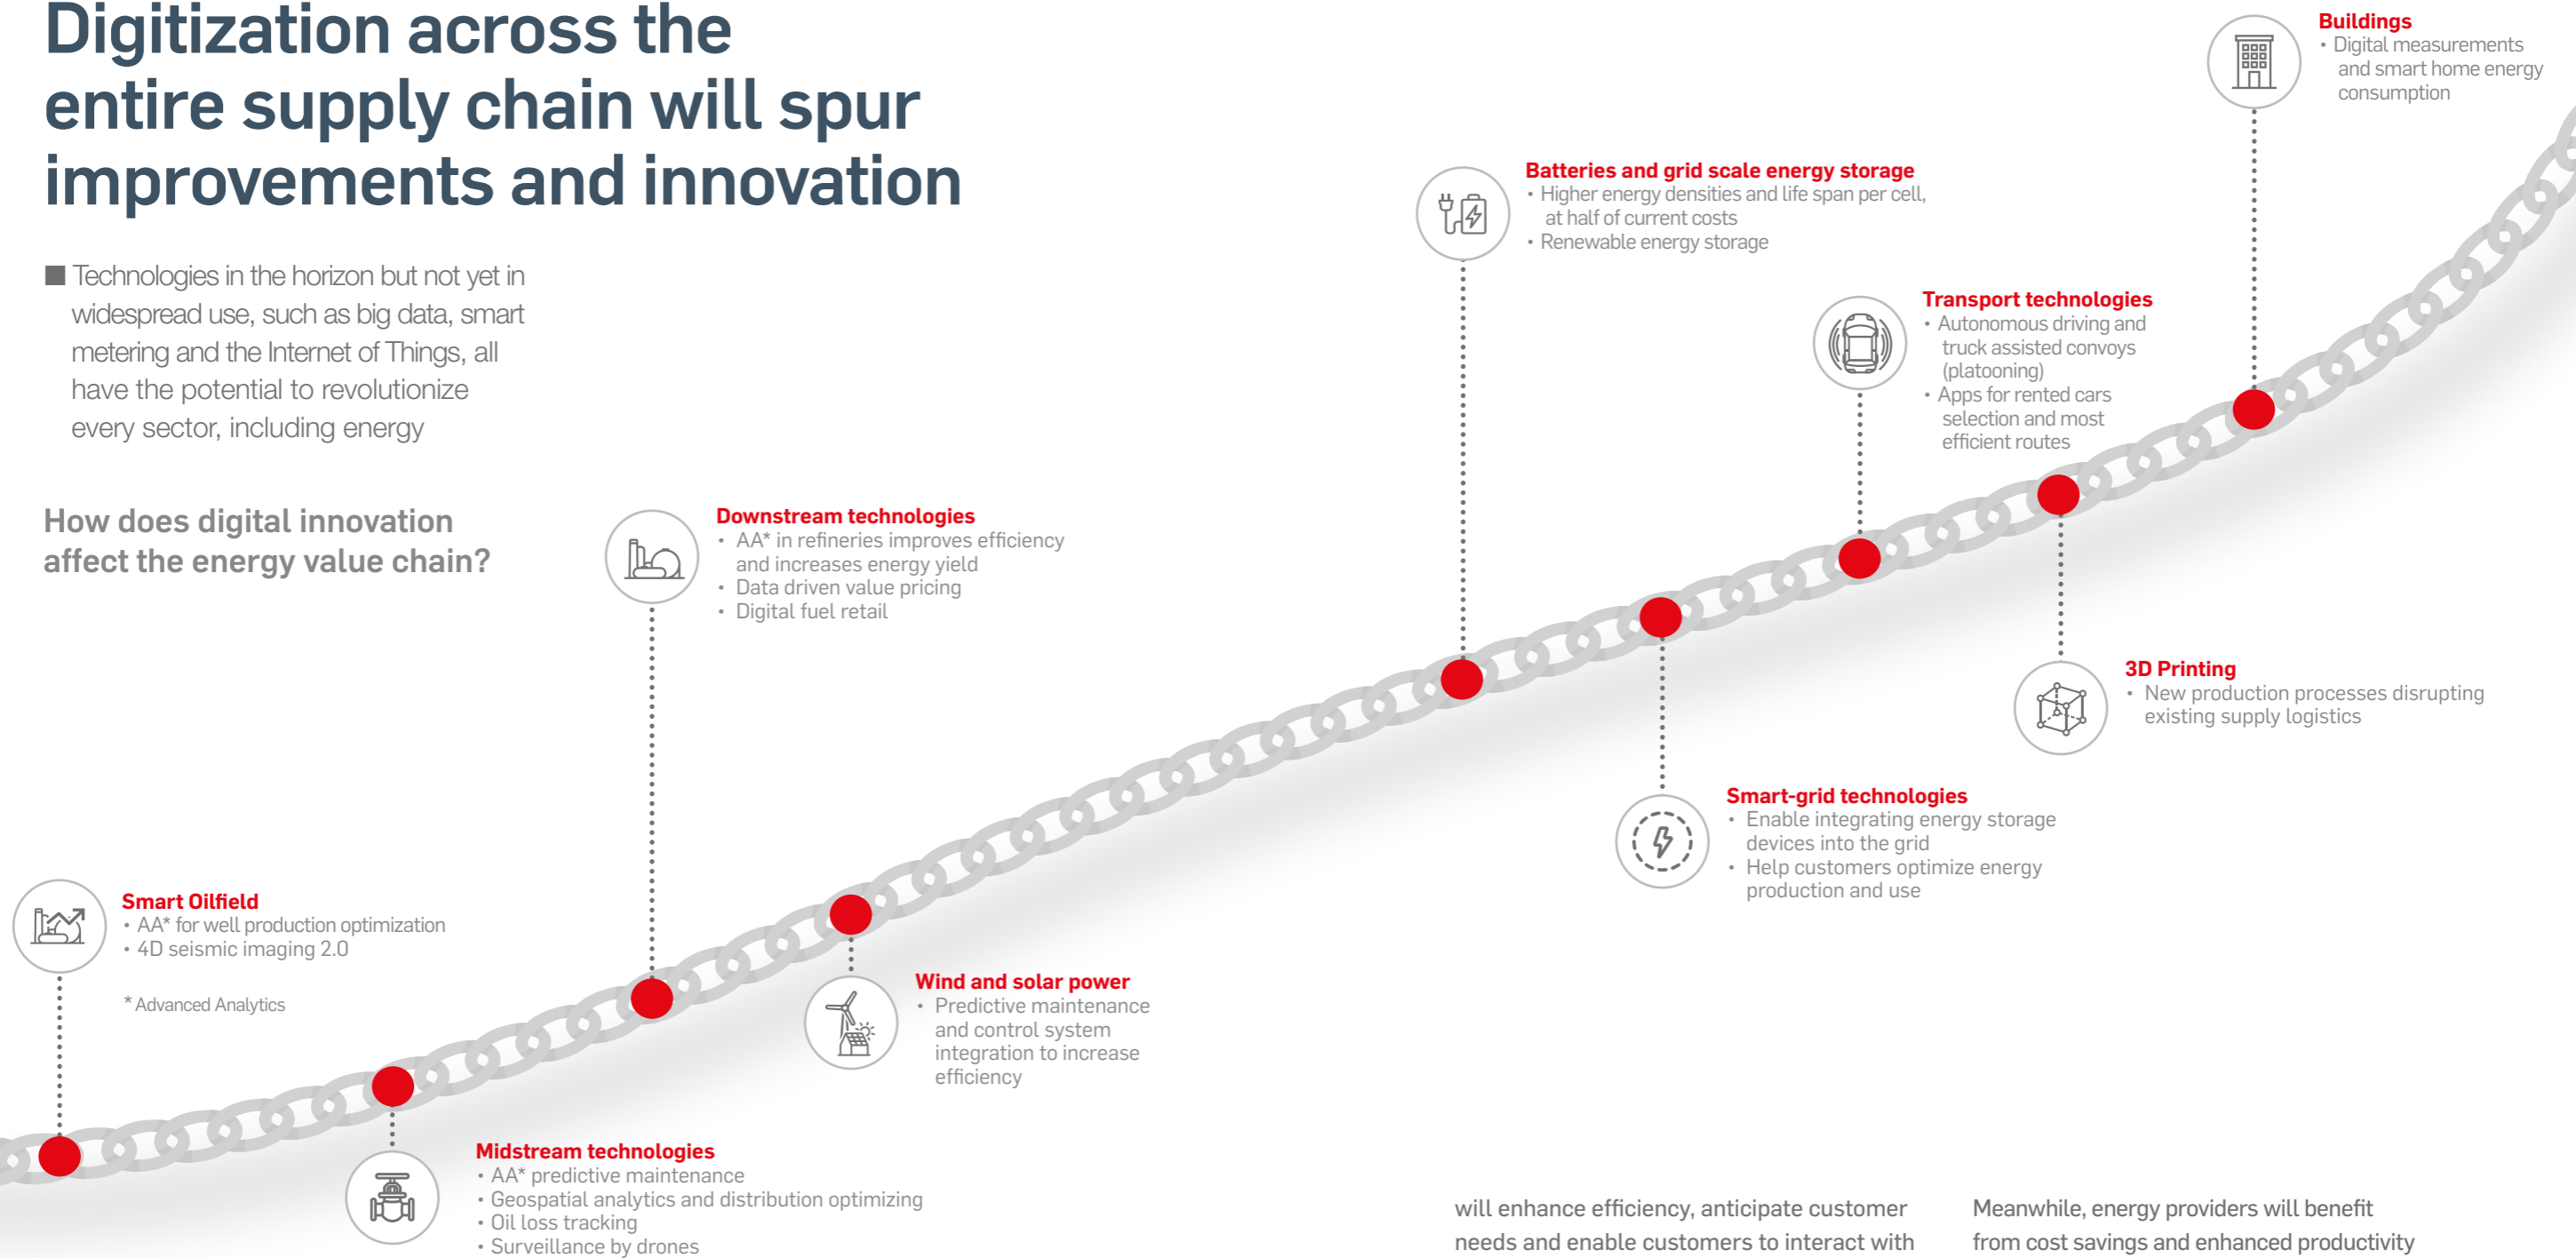 Digitization across the
entire supply chain will spur
improvements and innovation
■ Technologies in the horizon but not yet in
widespread use, such as big data, smart
metering and the Internet of Things, all
have the potential to revolutionize
every sector, including energy
How does digital innovation
affect the energy value chain?
Smart Oilfield
• AA* for well production optimization
• 4D seismic imaging 2.0
* Advanced Analytics
Midstream technologies
• AA* predictive maintenance
• Geospatial analytics and distribution optimizing
• Oil loss tracking
• Surveillance by drones
Downstream technologies
• AA* in refineries improves efficiency
and increases energy yield
• Data driven value pricing
• Digital fuel retail
Wind and solar power
• Predictive maintenance
and control system
integration to increase
efficiency
Batteries and grid scale energy storage
• Higher energy densities and life span per cell,
at half of current costs
• Renewable energy storage
Smart-grid technologies
• Enable integrating energy storage
devices into the grid
• Help customers optimize energy
production and use
Transport technologies
• Autonomous driving and
truck assisted convoys
(platooning)
• Apps for rented cars
selection and most
efficient routes
3D Printing
• New production processes disrupting
existing supply logistics
Buildings
• Digital measurements
and smart home energy
consumption
will enhance efficiency, anticipate customer
needs and enable customers to interact with
Meanwhile, energy providers will benefit
from cost savings and enhanced productivity